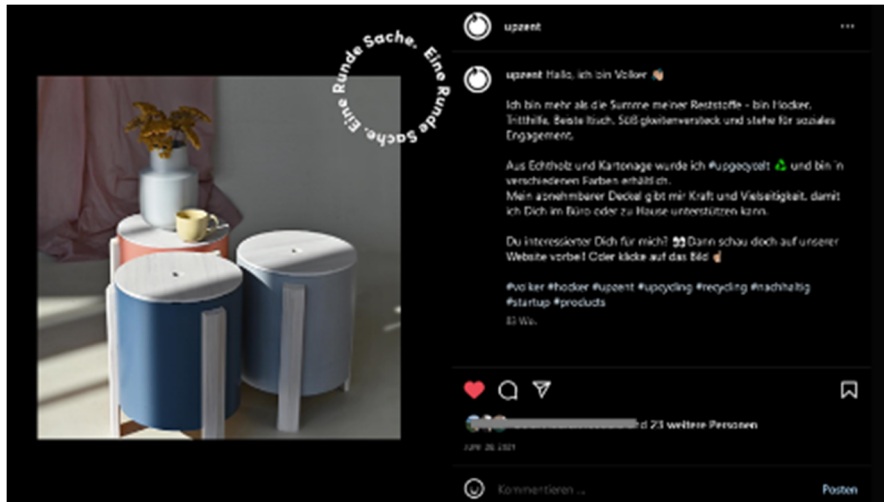 Eine Runde Sache. Eine Runde Sache.
upzent
upzent Hallo, ich bin Volker 👋🏼
Ich bin mehr als die Summe meiner Reststoffe - bin Hocker,
Tritthilfe, Beistelltisch, Süßigkeitenversteck und stehe für soziales
Engagement.
Aus Echtholz und Kartonage wurde ich #upgecycelt ♻️ und bin in
verschiedenen Farben erhältlich.
Mein abnehmbarer Deckel gibt mir Kraft und Vielseitigkeit, damit
ich Dich im Büro oder zu Hause unterstützen kann.
Du interessierst Dich für mich? 👀 Dann schau doch auf unserer
Website vorbei! Oder klicke auf das Bild ☝🏼
#volker #hocker #upzent #upcycling #recycling #nachhaltig
#startup #products
Wo.
23 weitere Personen
Kommentieren ...
Posten